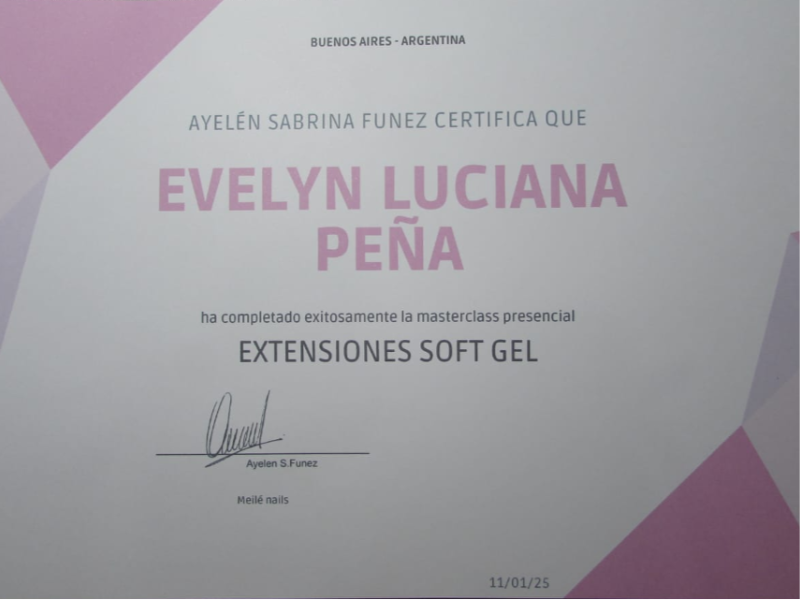 BUENOS AIRES - ARGENTINA
AYELÉN SABRINA FUNEZ CERTIFICA QUE
EVELYN LUCIANA
PEÑA
ha completado exitosamente la masterclass presencial
EXTENSIONES SOFT GEL
Ayelen S.Funez
Meilé nails
11/01/25